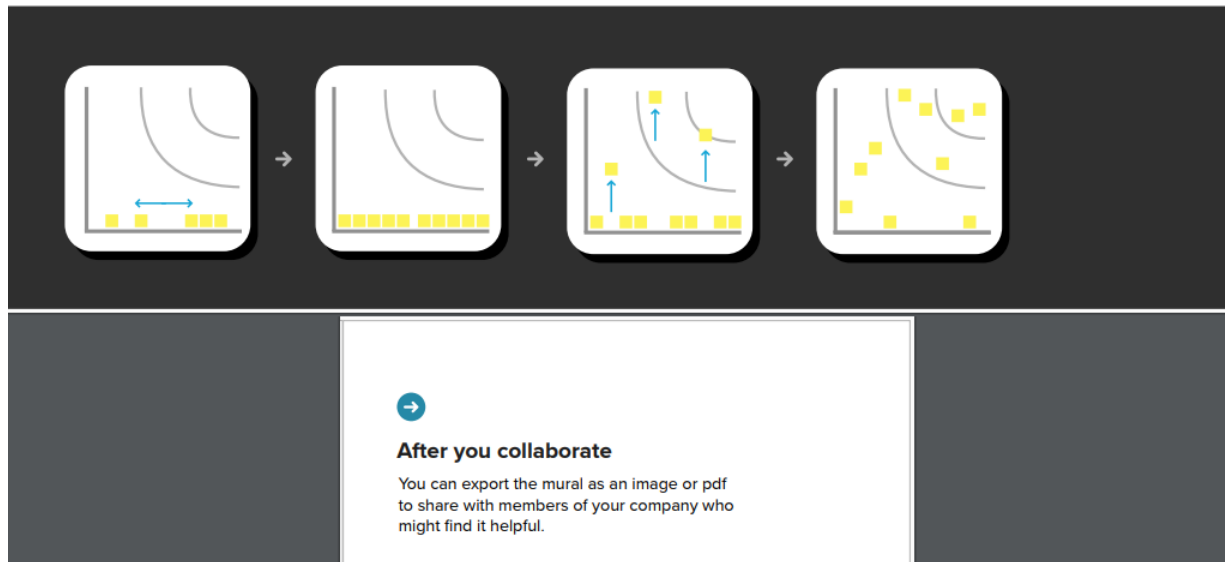 After you collaborate
You can export the mural as an image or pdf
to share with members of your company who
might find it helpful.